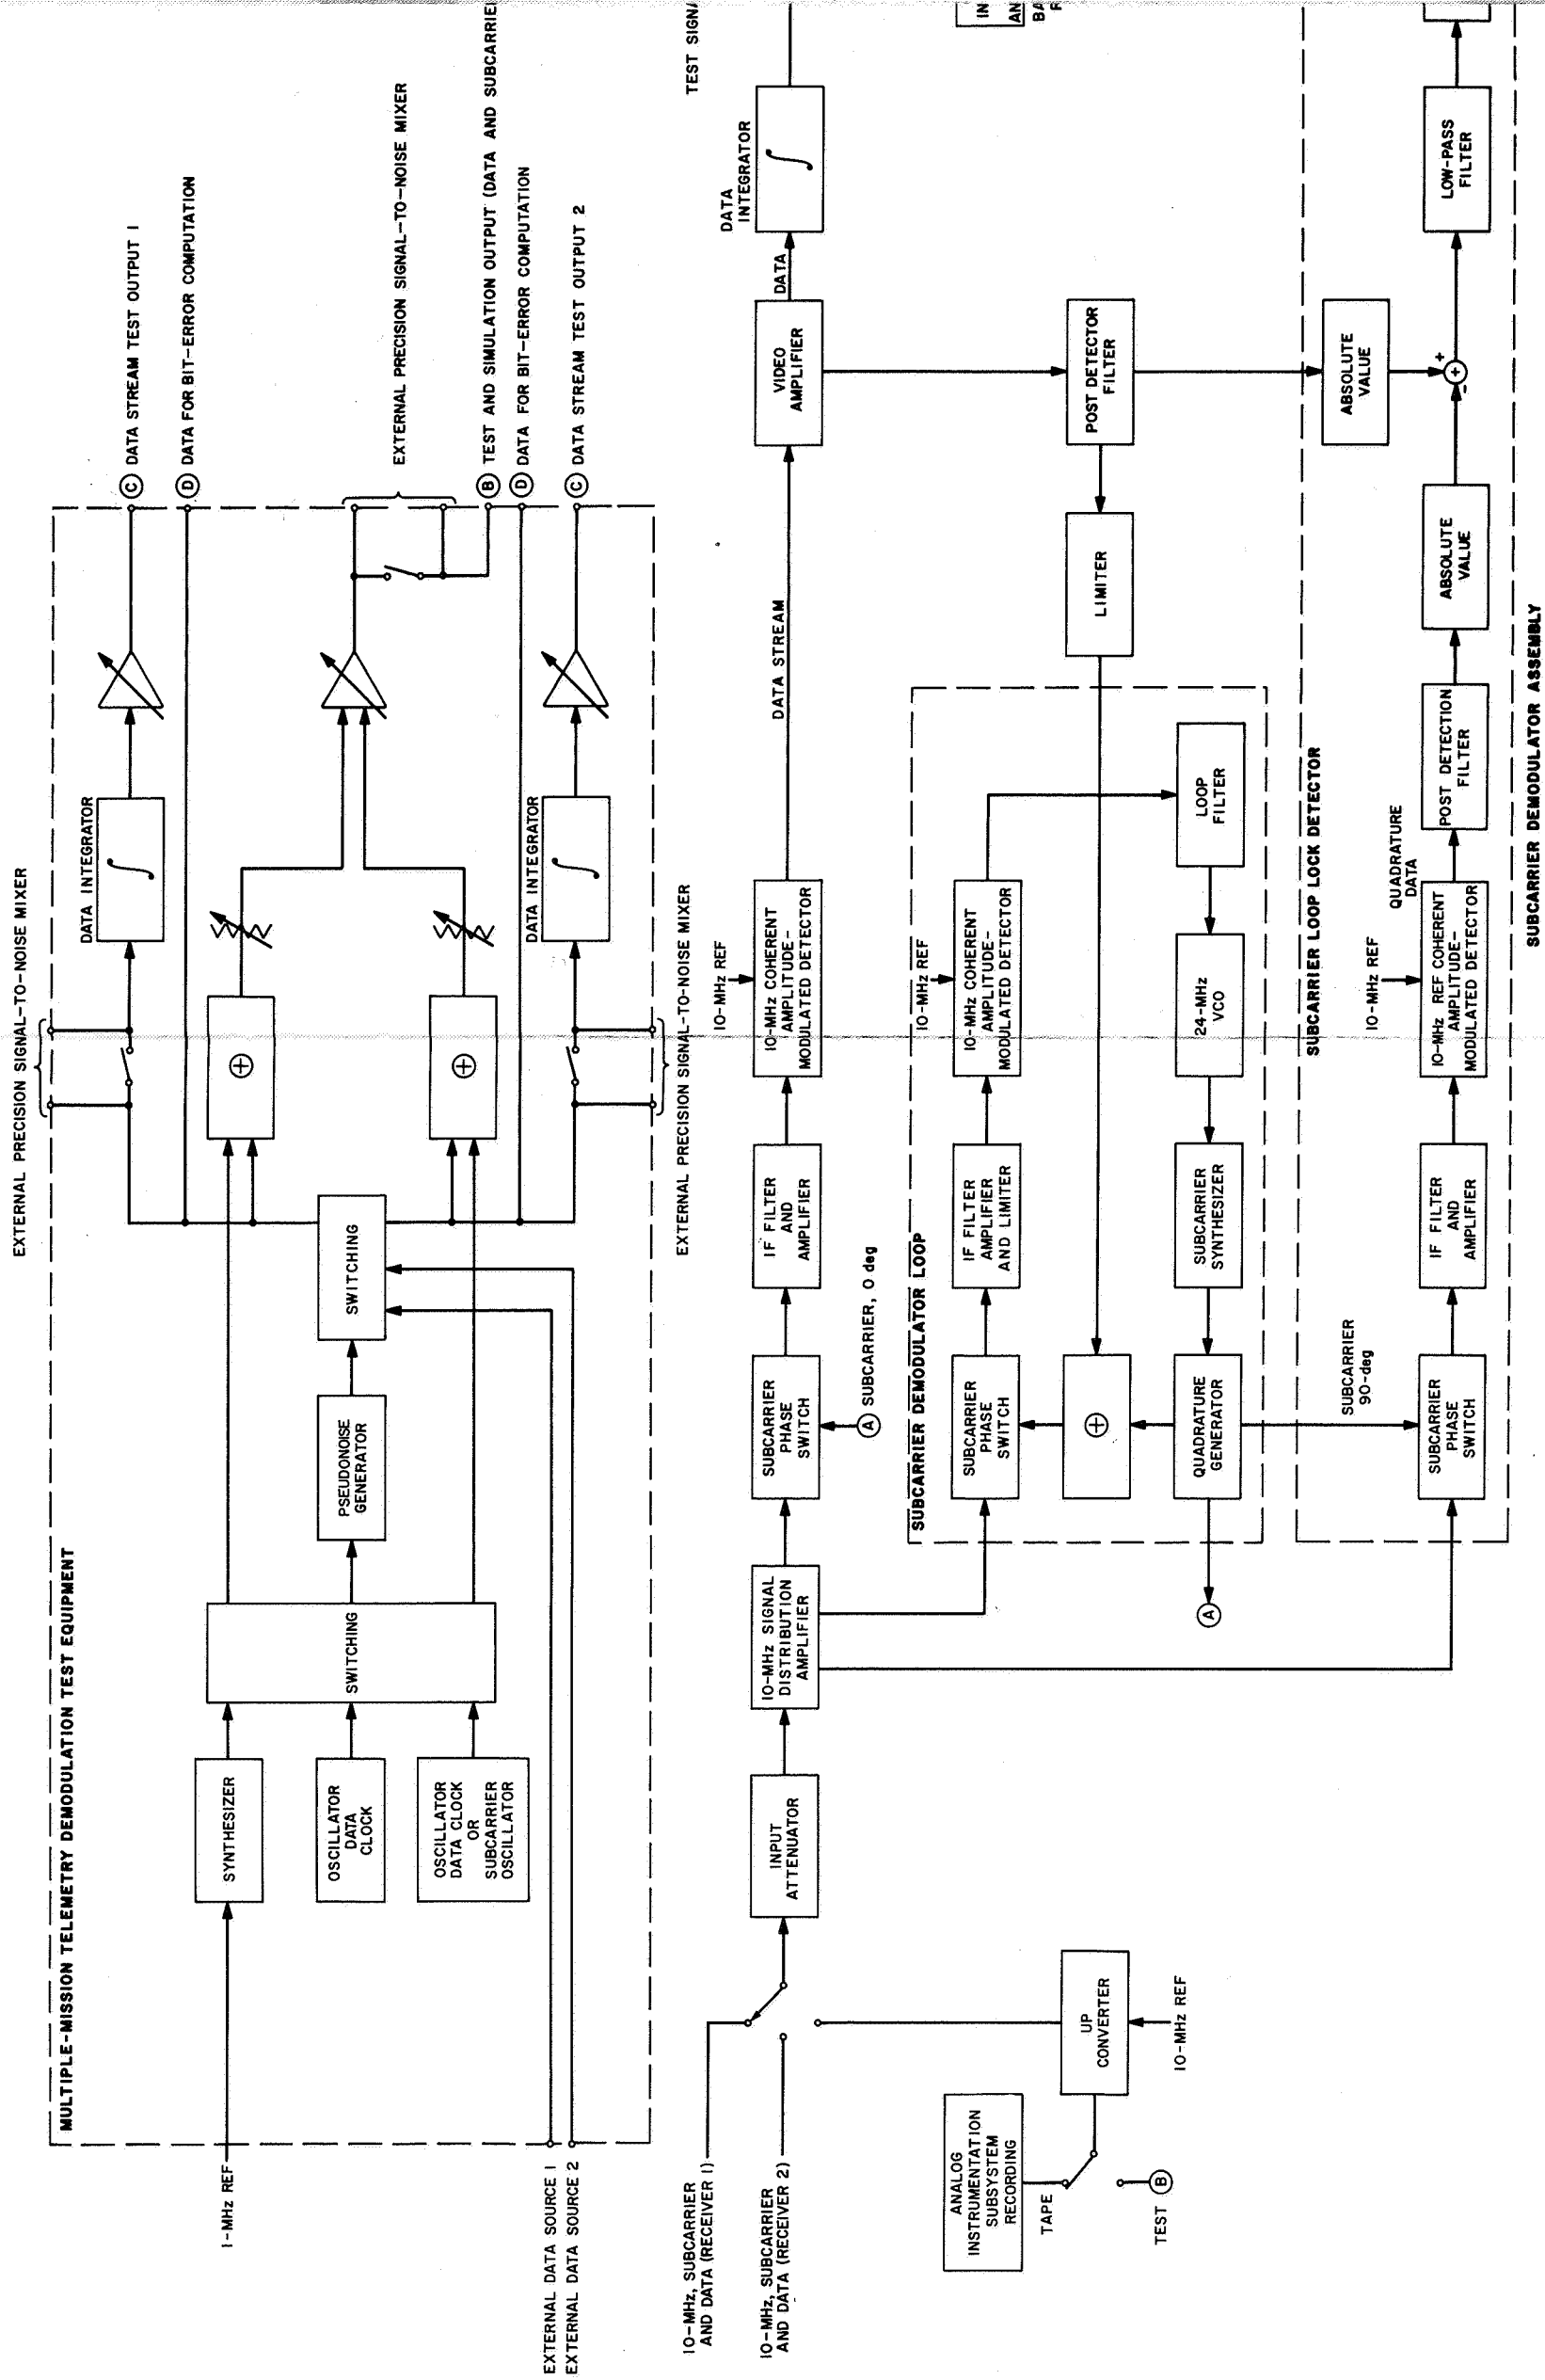 MULTIPLE-MISSION TELEMETRY DEMODULATION TEST EQUIPMENT
1-MHz REF
SYNTHESIZER
OSCILLATOR
DATA
CLOCK
OSCILLATOR
DATA CLOCK
OR
SUBCARRIER
OSCILLATOR
EXTERNAL DATA SOURCE 1
EXTERNAL DATA SOURCE 2
SWITCHING
PSEUDONOISE
GENERATOR
SWITCHING
EXTERNAL PRECISION SIGNAL-TO-NOISE MIXER
+
+
EXTERNAL PRECISION SIGNAL-TO-NOISE MIXER
DATA INTEGRATOR
∫
DATA INTEGRATOR
∫
C DATA STREAM TEST OUTPUT 1
D DATA FOR BIT-ERROR COMPUTATION
EXTERNAL PRECISION SIGNAL-TO-NOISE MIXER
B TEST AND SIMULATION OUTPUT (DATA AND SUBCARRIE
D DATA FOR BIT-ERROR COMPUTATION
C DATA STREAM TEST OUTPUT 2
10-MHz, SUBCARRIER
AND DATA (RECEIVER 1)
10-MHz, SUBCARRIER
AND DATA (RECEIVER 2)
ANALOG
INSTRUMENTATION
SUBSYSTEM
RECORDING
TAPE
TEST B
UP
CONVERTER
10-MHz REF
INPUT
ATTENUATOR
10-MHz SIGNAL
DISTRIBUTION
AMPLIFIER
SUBCARRIER
PHASE
SWITCH
A SUBCARRIER, 0 deg
IF FILTER
AND
AMPLIFIER
10-MHz REF
10-MHz COHERENT
AMPLITUDE-
MODULATED DETECTOR
DATA STREAM
VIDEO
AMPLIFIER
DATA
DATA
INTEGRATOR
∫
TEST SIGN
SUBCARRIER DEMODULATOR LOOP
SUBCARRIER
PHASE
SWITCH
IF FILTER
AMPLIFIER
AND LIMITER
10-MHz REF
10-MHz COHERENT
AMPLITUDE-
MODULATED DETECTOR
+
LIMITER
POST DETECTOR
FILTER
A
QUADRATURE
GENERATOR
SUBCARRIER
SYNTHESIZER
24-MHz
VCO
LOOP
FILTER
IN
AN
BA
SUBCARRIER LOOP LOCK DETECTOR
SUBCARRIER
90-deg
SUBCARRIER
PHASE
SWITCH
IF FILTER
AND
AMPLIFIER
10-MHz REF
10-MHz REF COHERENT
AMPLITUDE-
MODULATED DETECTOR
QUADRATURE
DATA
POST DETECTION
FILTER
ABSOLUTE
VALUE
ABSOLUTE
VALUE
+
-
+
LOW-PASS
FILTER
SUBCARRIER DEMODULATOR ASSEMBLY